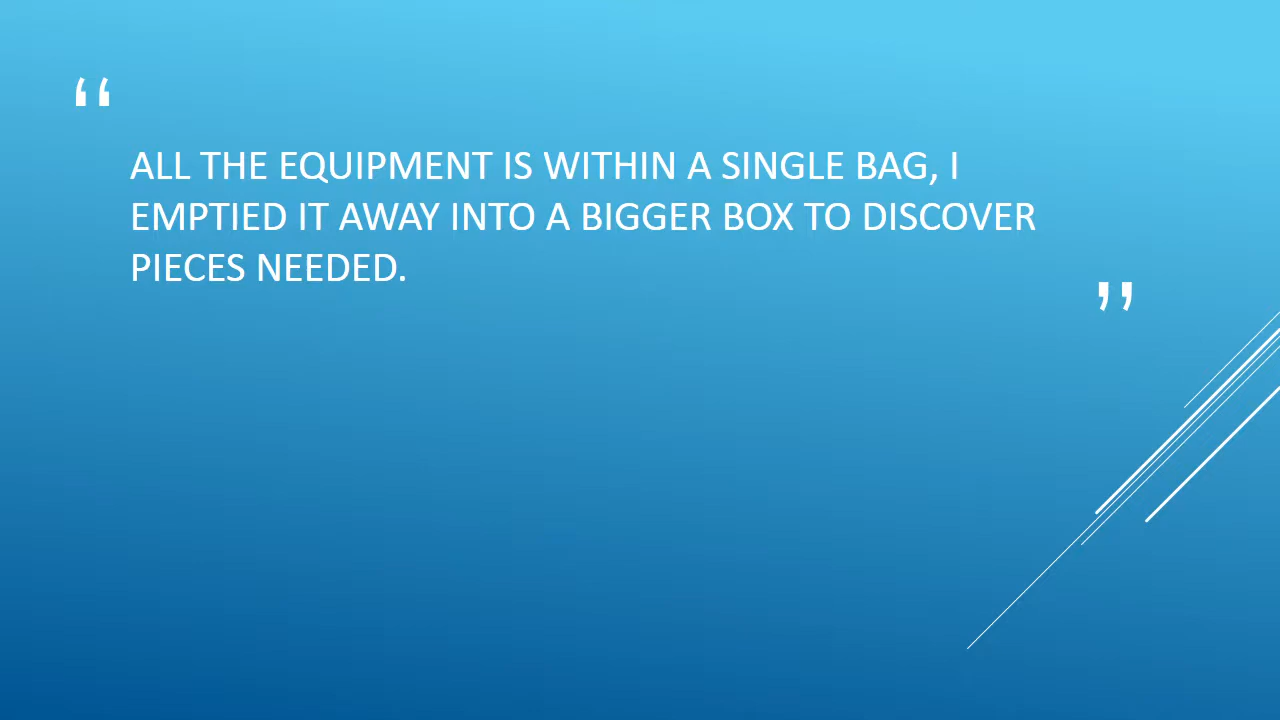 “
ALL THE EQUIPMENT IS WITHIN A SINGLE BAG, I
EMPTIED IT AWAY INTO A BIGGER BOX TO DISCOVER
PIECES NEEDED.
”